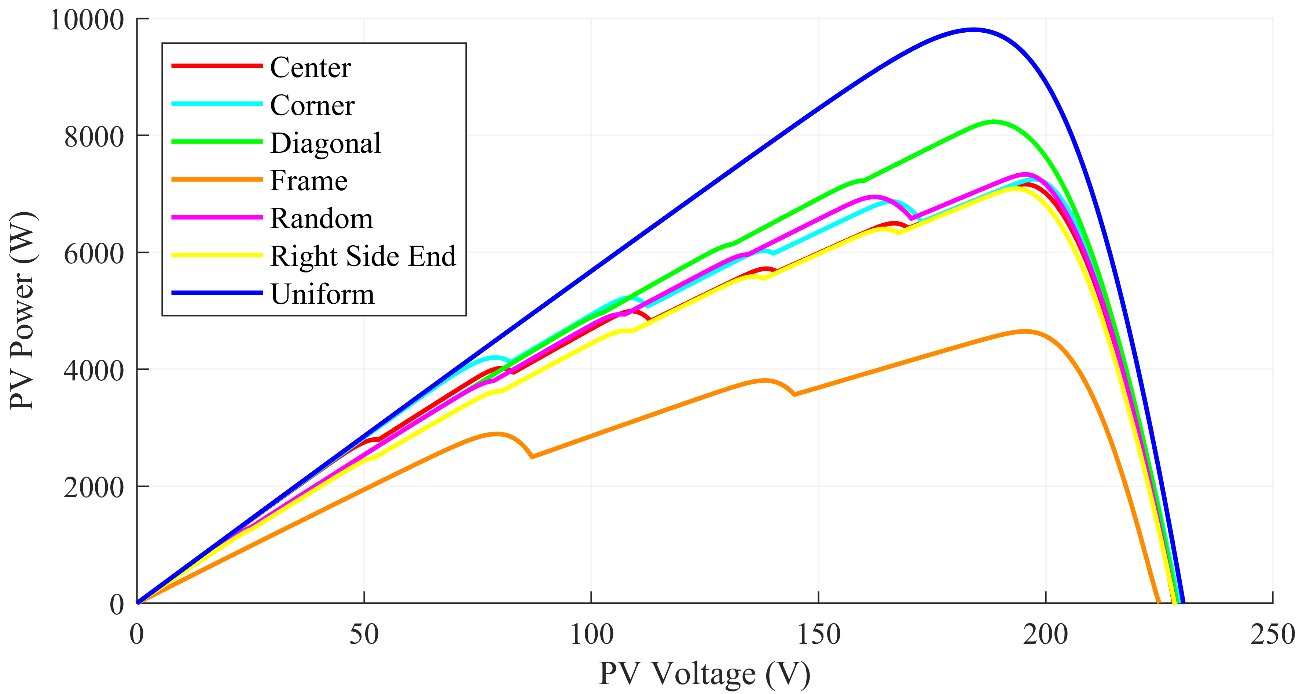 10000
8000
6000
4000
2000
0
PV Power (W)
Center
Corner
Diagonal
Frame
Random
Right Side End
Uniform
0 50 100 150 200 250
PV Voltage (V)